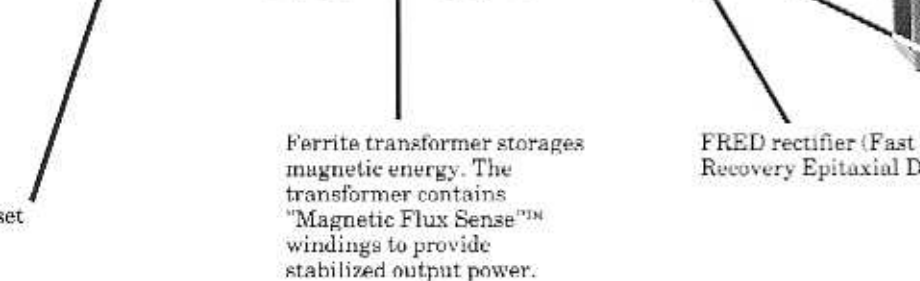 Ferrite transformer storages
magnetic energy. The
transformer contains
"Magnetic Flux Sense"™
windings to provide
stabilized output power.
FRED rectifier (Fast
Recovery Epitaxial D
set